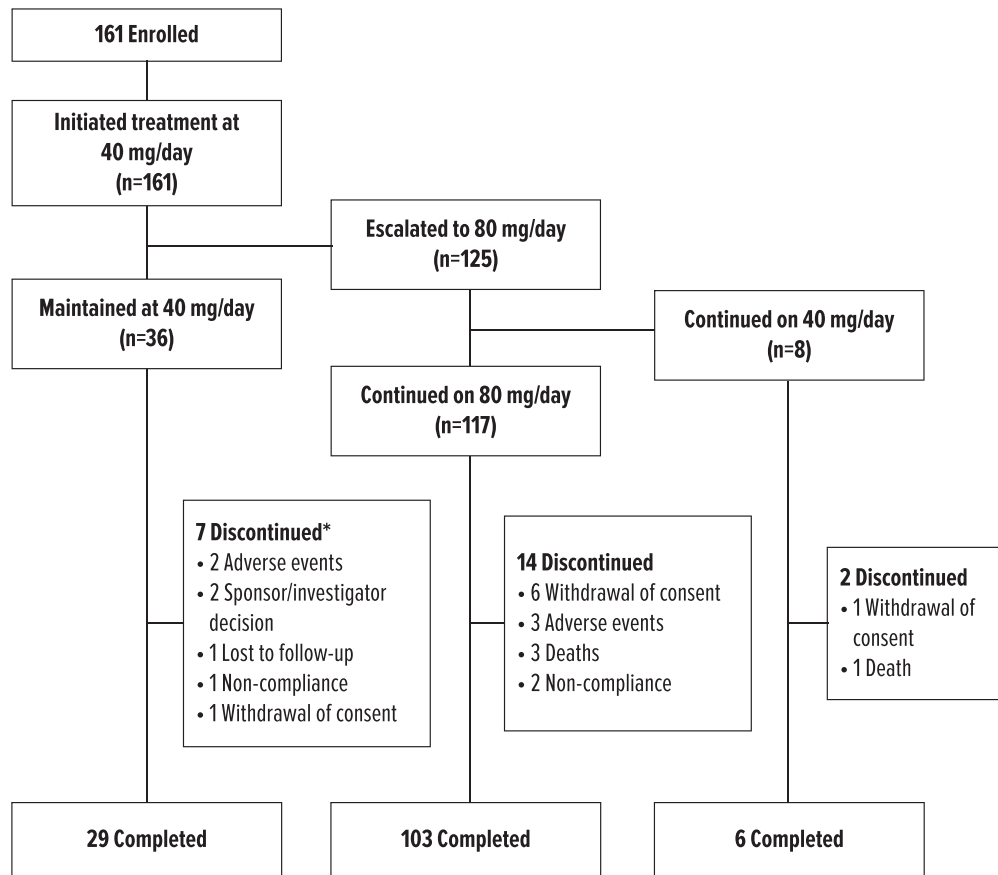 161 Enrolled
Initiated treatment at
40 mg/day
(n=161)
Escalated to 80 mg/day
(n=125)
Maintained at 40 mg/day
(n=36)
Continued on 40 mg/day
(n=8)
Continued on 80 mg/day
(n=117)
7 Discontinued*
• 2 Adverse events
• 2 Sponsor/investigator
decision
• 1 Lost to follow-up
• 1 Non-compliance
• 1 Withdrawal of consent
14 Discontinued
• 6 Withdrawal of consent
• 3 Adverse events
• 3 Deaths
• 2 Non-compliance
2 Discontinued
• 1 Withdrawal of
consent
• 1 Death
29 Completed
103 Completed
6 Completed